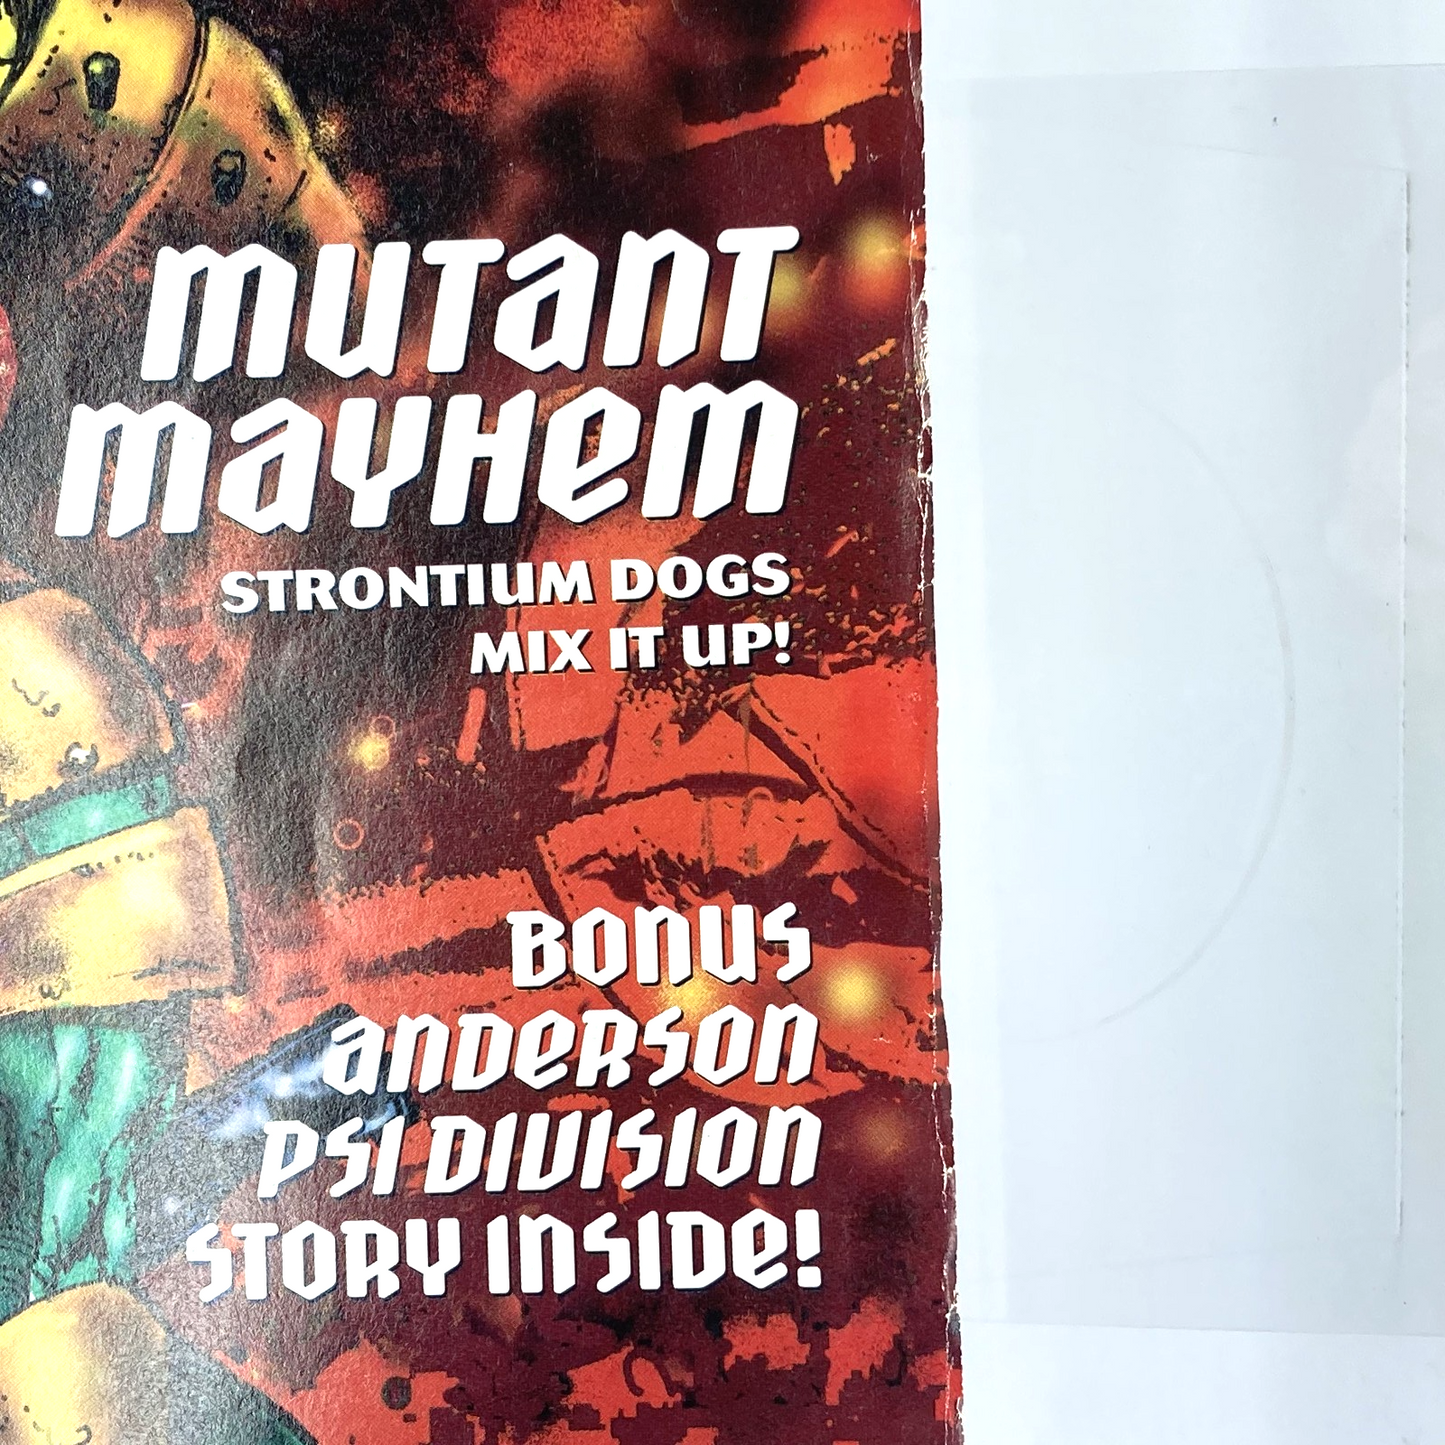 MUTANT
MAYHEM
STRONTIUM DOGS
MIX IT UP!
BONUS
ANDERSON
PSI DIVISION
STORY INSIDE!